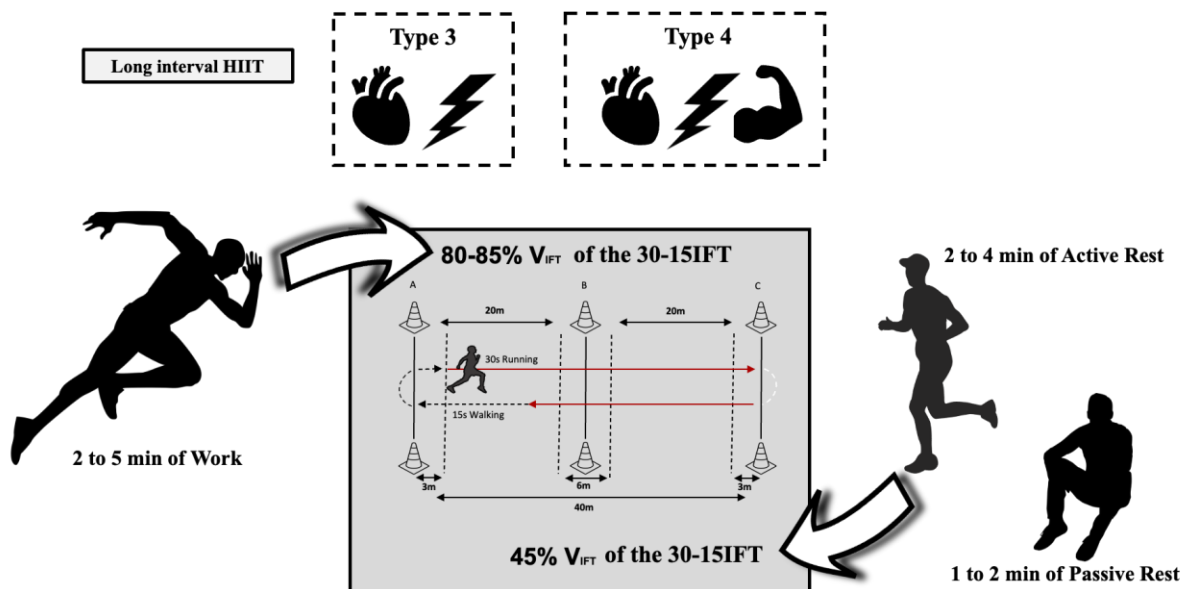 Type 3
Type 4
Long interval HIIT
80-85% VIFT of the 30-15IFT
2 to 4 min of Active Rest
A
B
C
20m
20m
30s Running
15s Walking
2 to 5 min of Work
3m
6m
3m
40m
45% VIFT of the 30-15IFT
1 to 2 min of Passive Rest